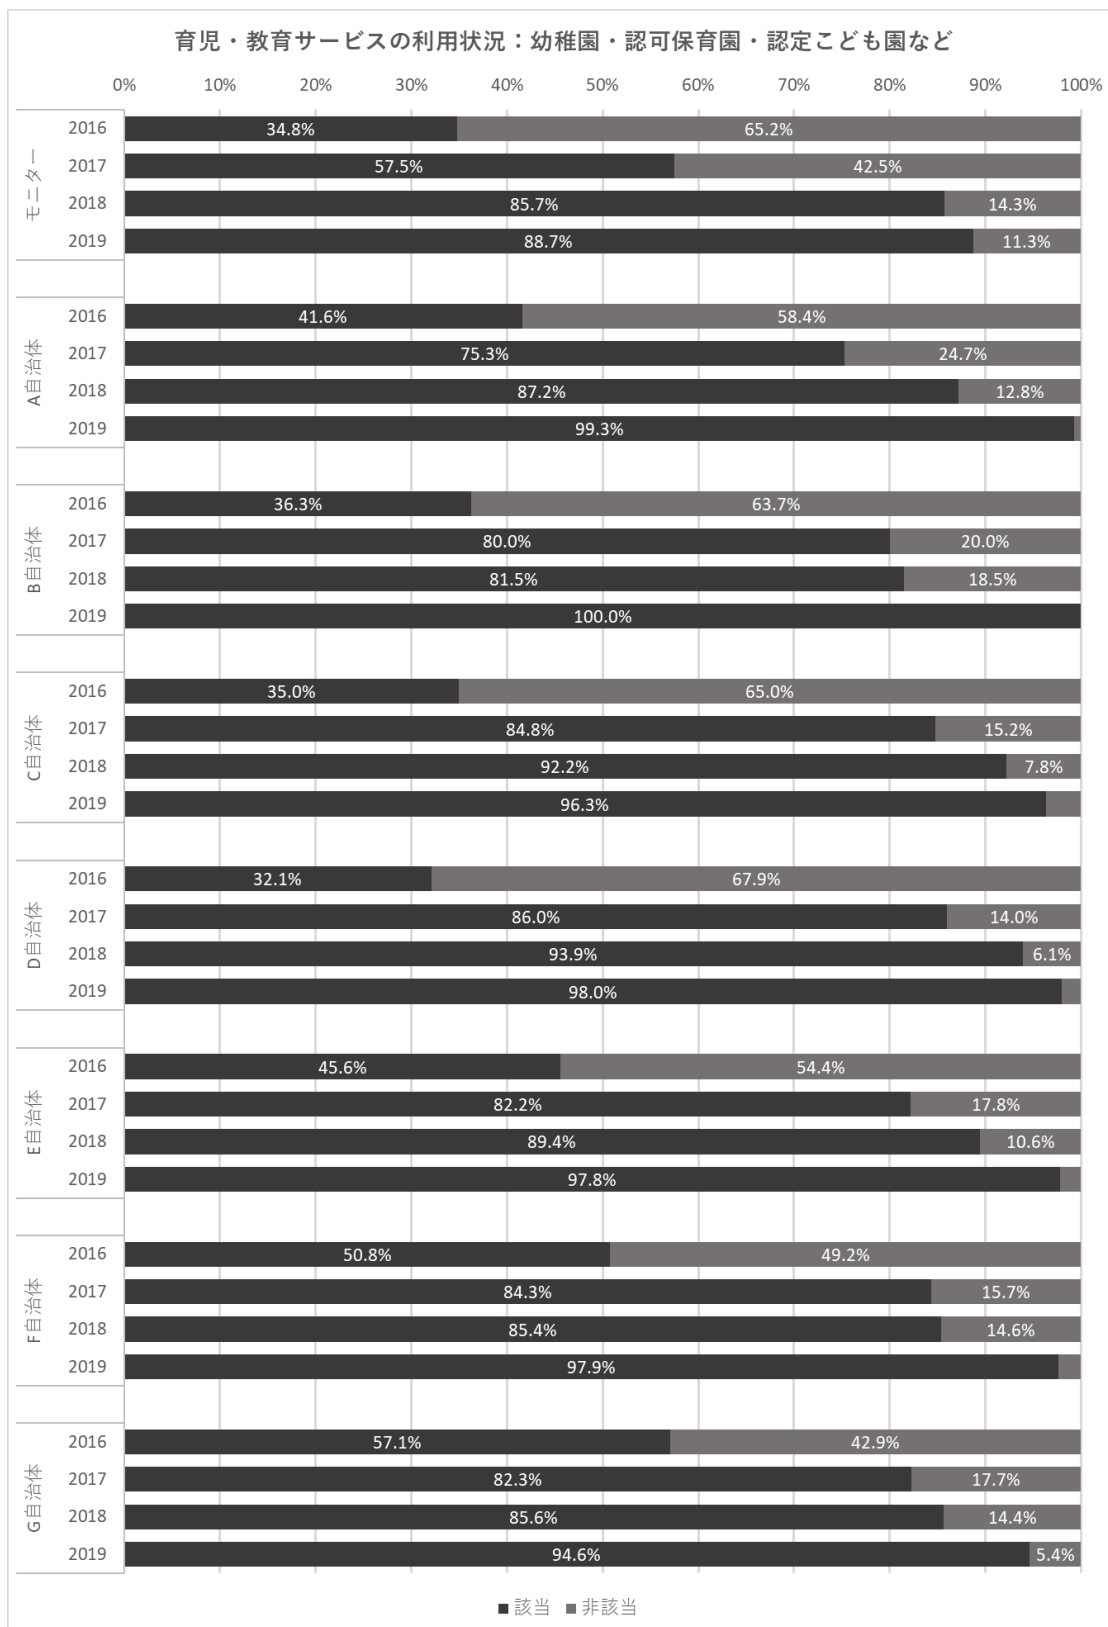 育児・教育サービスの利用状況：幼稚園・認可保育園・認定こども園など
0% 10% 20% 30% 40% 50% 60% 70% 80% 90% 100%
モニター
2016 34.8% 65.2%
2017 57.5% 42.5%
2018 85.7% 14.3%
2019 88.7% 11.3%
A自治体
2016 41.6% 58.4%
2017 75.3% 24.7%
2018 87.2% 12.8%
2019 99.3%
B自治体
2016 36.3% 63.7%
2017 80.0% 20.0%
2018 81.5% 18.5%
2019 100.0%
C自治体
2016 35.0% 65.0%
2017 84.8% 15.2%
2018 92.2% 7.8%
2019 96.3%
D自治体
2016 32.1% 67.9%
2017 86.0% 14.0%
2018 93.9% 6.1%
2019 98.0%
E自治体
2016 45.6% 54.4%
2017 82.2% 17.8%
2018 89.4% 10.6%
2019 97.8%
F自治体
2016 50.8% 49.2%
2017 84.3% 15.7%
2018 85.4% 14.6%
2019 97.9%
G自治体
2016 57.1% 42.9%
2017 82.3% 17.7%
2018 85.6% 14.4%
2019 94.6% 5.4%
該当 非該当